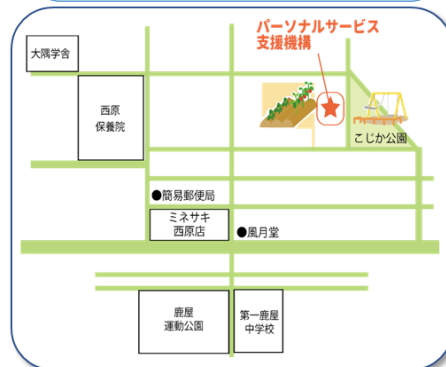 パーソナルサービス
支援機構
大隅学舎
西原
保養院
こじか公園
●簡易郵便局
ミネサキ
西原店
●風月堂
鹿屋
運動公園
第一鹿屋
中学校